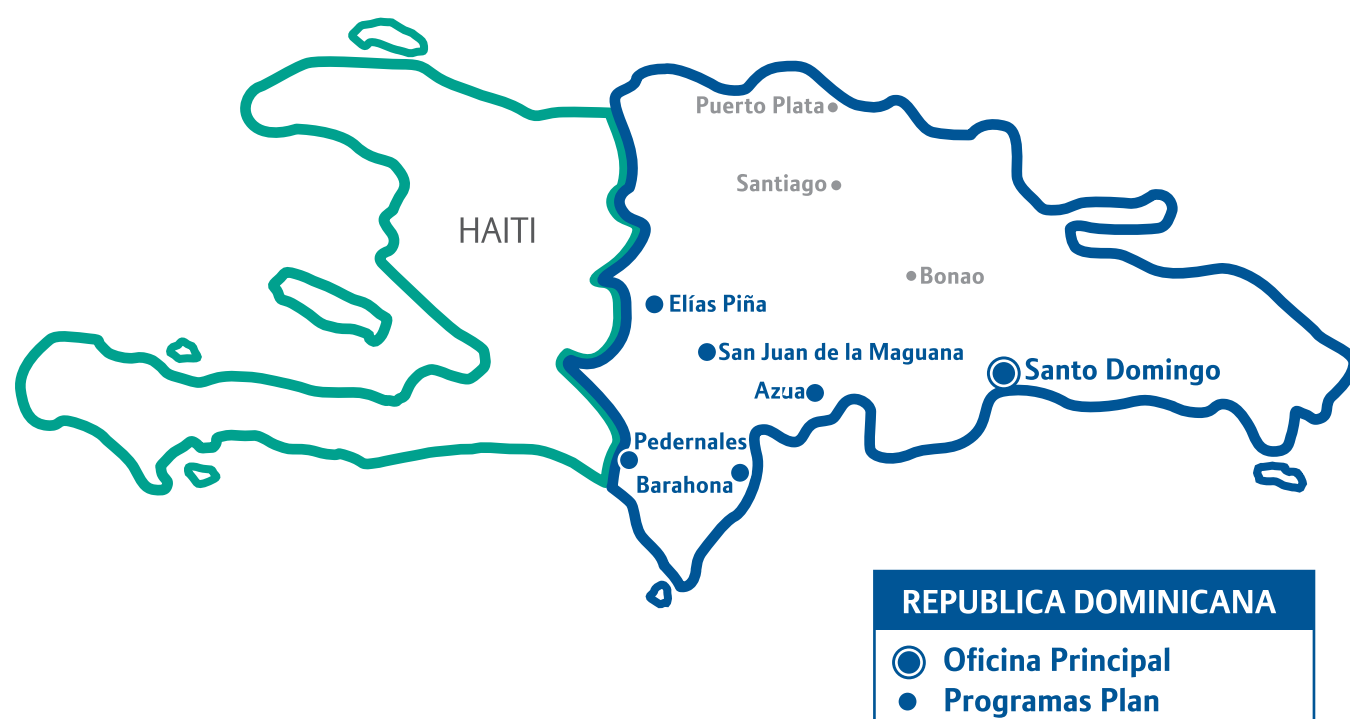 Puerto Plata
Santiago
HAITI
Bonao
Elías Piña
San Juan de la Maguana
Santo Domingo
Azua
Pedernales
Barahona
REPUBLICA DOMINICANA
Oficina Principal
Programas Plan